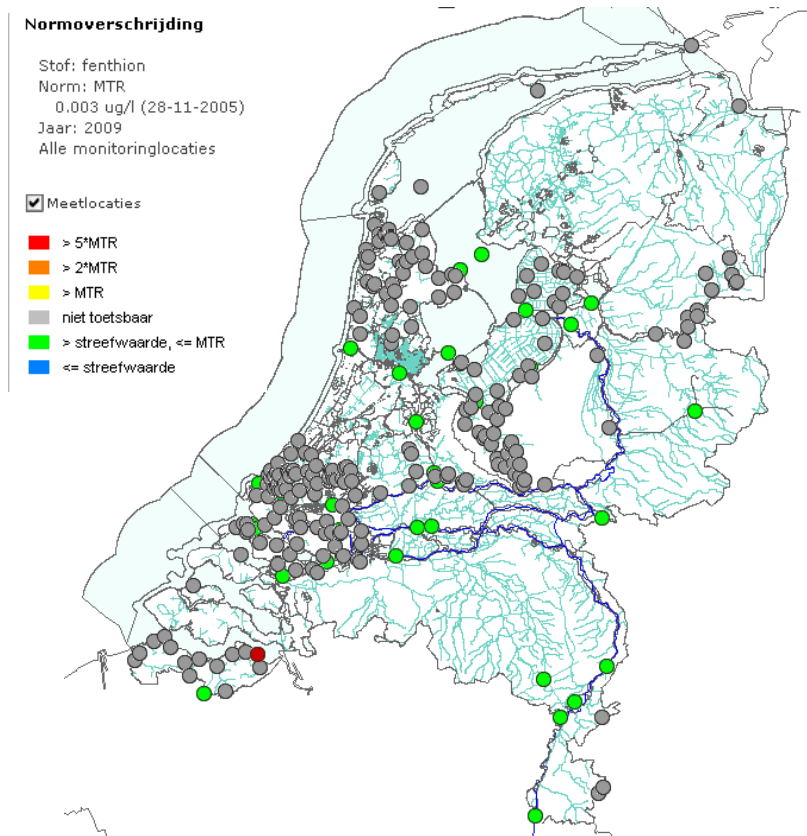 Normoverschrijding
Stof: fenthion
Norm: MTR
0.003 ug/l (28-11-2005)
Jaar: 2009
Alle monitoringlocaties
Meetlocaties
> 5*MTR
> 2*MTR
> MTR
niet toetsbaar
> streefwaarde, <= MTR
<= streefwaarde